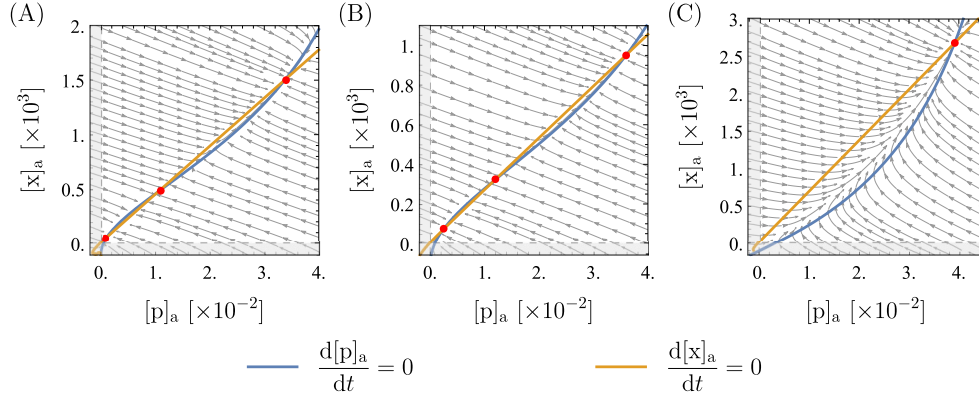 (A)
2.
1.5
1.
0.5
0.
[x]ₐ [×10³]
0. 1. 2. 3. 4.
[p]ₐ [×10⁻²]
(B)
1.
0.8
0.6
0.4
0.2
0.
[x]ₐ [×10³]
0. 1. 2. 3. 4.
[p]ₐ [×10⁻²]
(C)
3.
2.5
2.
1.5
1.
0.5
0.
[x]ₐ [×10³]
0. 1. 2. 3. 4.
[p]ₐ [×10⁻²]
d[p]ₐ/dt = 0
d[x]ₐ/dt = 0